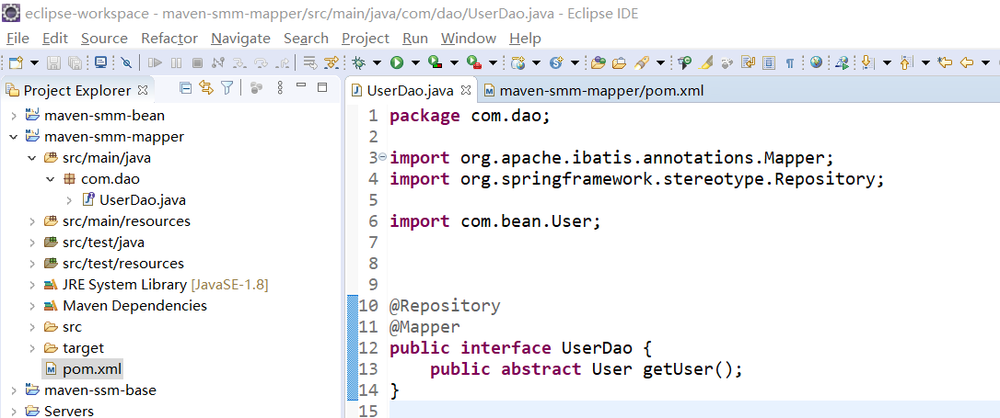 eclipse-workspace - maven-smm-mapper/src/main/java/com/dao/UserDao.java - Eclipse IDE
File Edit Source Refactor Navigate Search Project Run Window Help
Project Explorer
maven-smm-bean
maven-smm-mapper
src/main/java
com.dao
UserDao.java
src/main/resources
src/test/java
src/test/resources
JRE System Library [JavaSE-1.8]
Maven Dependencies
src
target
pom.xml
maven-ssm-base
Servers
UserDao.java maven-smm-mapper/pom.xml
1 package com.dao;
2
3 import org.apache.ibatis.annotations.Mapper;
4 import org.springframework.stereotype.Repository;
5
6 import com.bean.User;
7
8
9
10 @Repository
11 @Mapper
12 public interface UserDao {
13 public abstract User getUser();
14 }
15